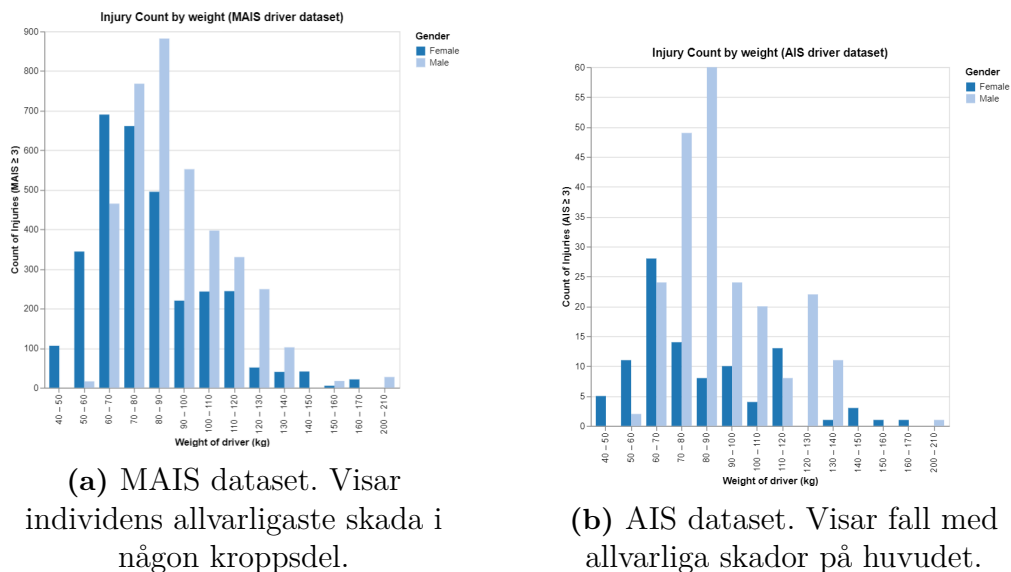 Injury Count by weight (MAIS driver dataset)
Gender
Female
Male
Count of Injuries (MAIS ≥ 3)
900
800
700
600
500
400
300
200
100
0
40 – 50
50 – 60
60 – 70
70 – 80
80 – 90
90 – 100
100 – 110
110 – 120
120 – 130
130 – 140
140 – 150
150 – 160
160 – 170
200 – 210
Weight of driver (kg)
(a) MAIS dataset. Visar
individens allvarligaste skada i
någon kroppsdel.
Injury Count by weight (AIS driver dataset)
Gender
Female
Male
Count of Injuries (AIS ≥ 3)
60
55
50
45
40
35
30
25
20
15
10
5
0
40 – 50
50 – 60
60 – 70
70 – 80
80 – 90
90 – 100
100 – 110
110 – 120
120 – 130
130 – 140
140 – 150
150 – 160
160 – 170
200 – 210
Weight of driver (kg)
(b) AIS dataset. Visar fall med
allvarliga skador på huvudet.